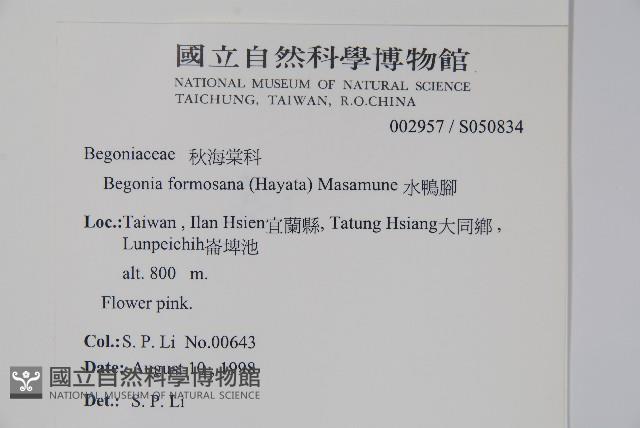 國立自然科學博物館
NATIONAL MUSEUM OF NATURAL SCIENCE
TAICHUNG, TAIWAN, R.O.CHINA
002957 / S050834
Begoniaceae 秋海棠科
Begonia formosana (Hayata) Masamune 水鴨腳
Loc.:Taiwan , Ilan Hsien宜蘭縣, Tatung Hsiang大同鄉 ,
Lunpeichih崙埤池
alt. 800 m.
Flower pink.
Col.:S. P. Li No.00643
Date: August 10 , 1998
國立自然科學博物館
NATIONAL MUSEUM OF NATURAL SCIENCE
Det.: S. P. Li